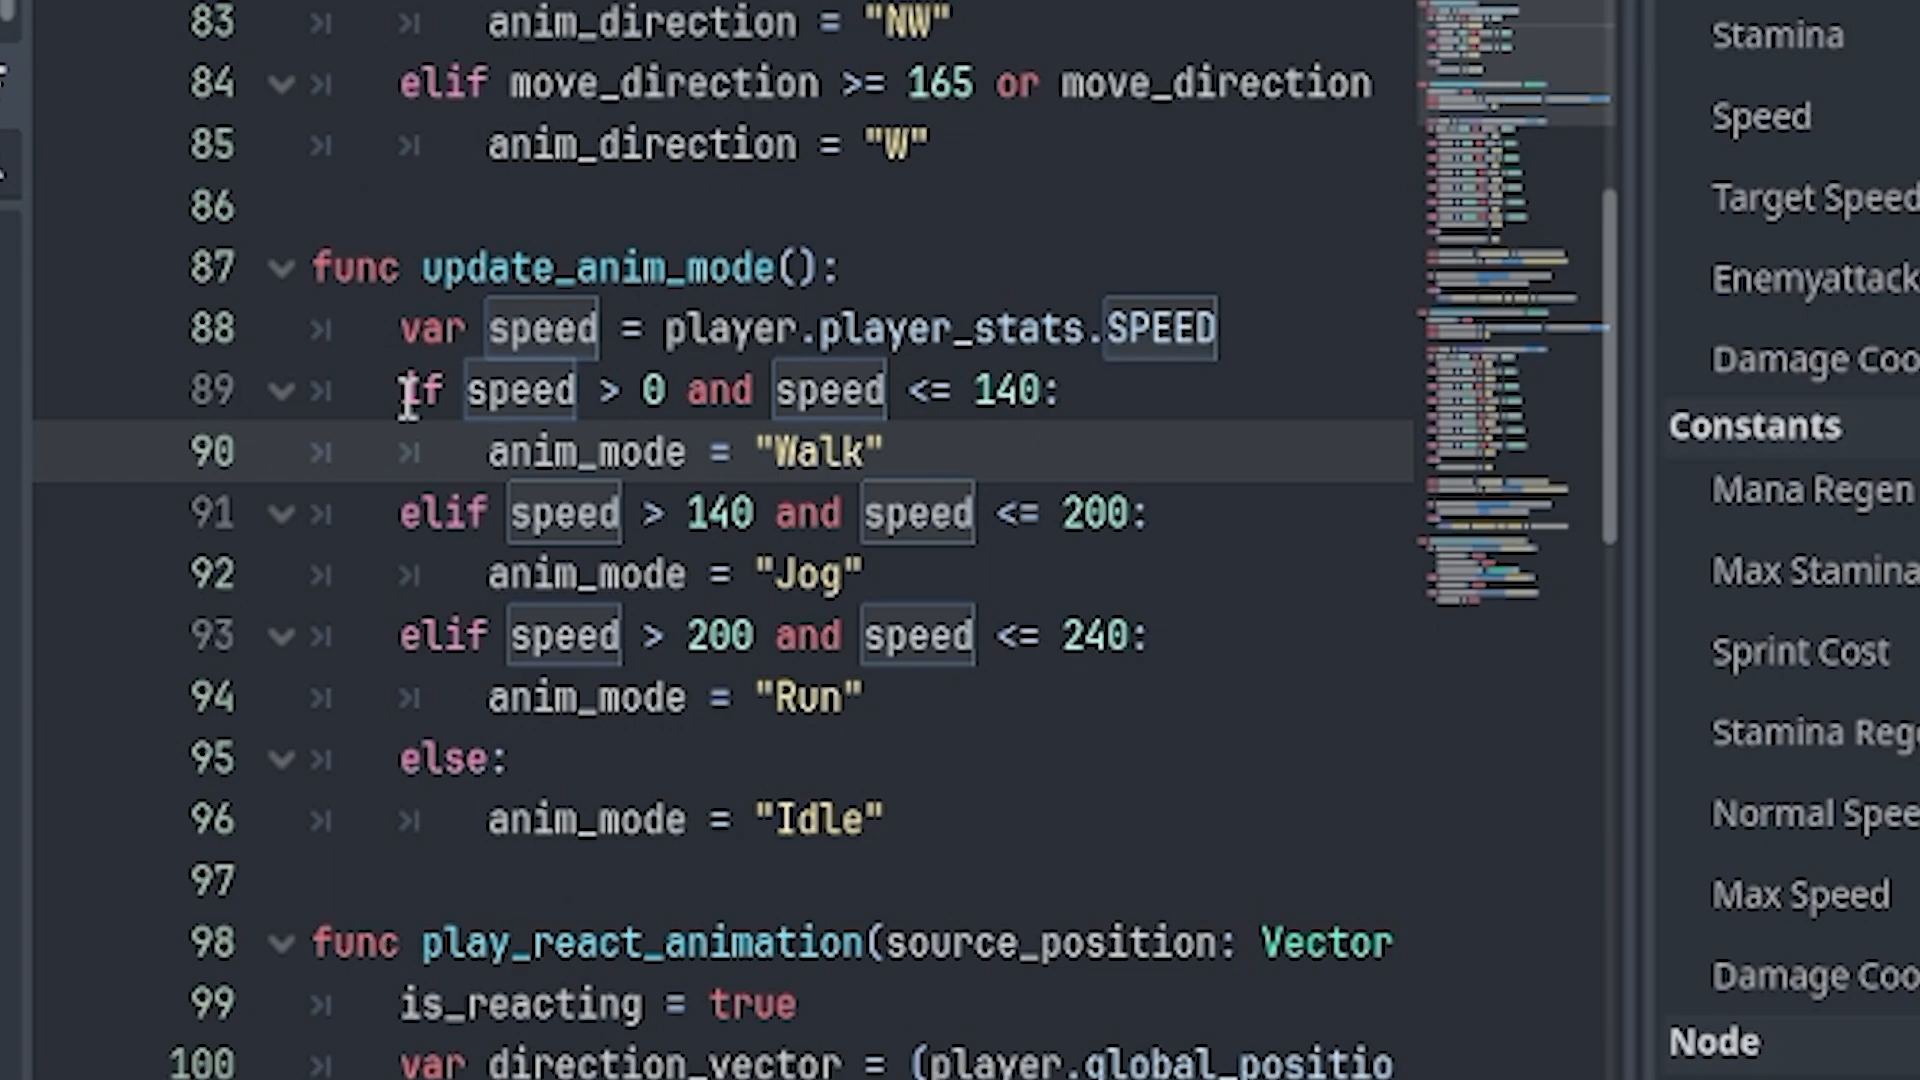 83 anim_direction = "NW"
84 elif move_direction >= 165 or move_direction
85 anim_direction = "W"
86
87 func update_anim_mode():
88 var speed = player.player_stats.SPEED
89 if speed > 0 and speed <= 140:
90 anim_mode = "Walk"
91 elif speed > 140 and speed <= 200:
92 anim_mode = "Jog"
93 elif speed > 200 and speed <= 240:
94 anim_mode = "Run"
95 else:
96 anim_mode = "Idle"
97
98 func play_react_animation(source_position: Vector
99 is_reacting = true
100 var direction_vector = (player.global_positio
Stamina
Speed
Target Speed
Enemyattack
Damage Coo
Constants
Mana Regen
Max Stamina
Sprint Cost
Stamina Reg
Normal Spee
Max Speed
Damage Coo
Node